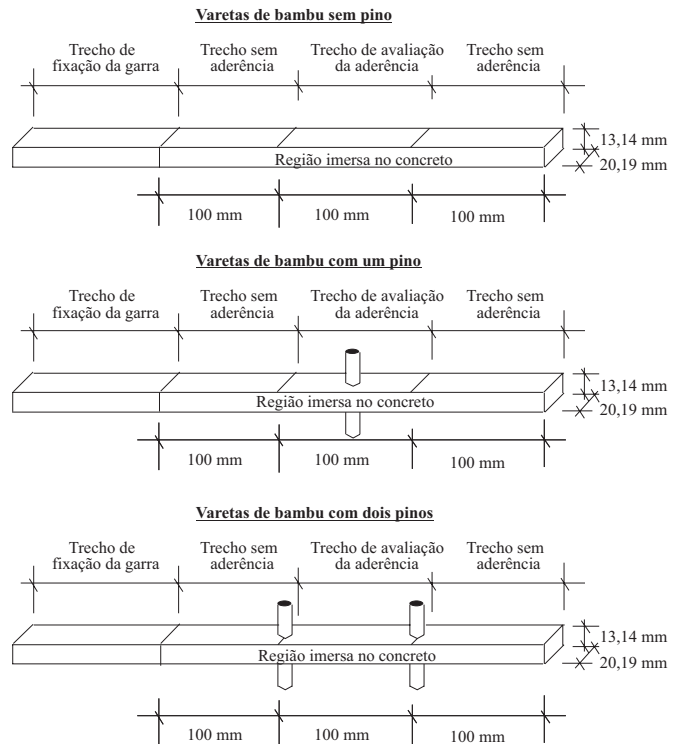 Varetas de bambu sem pino
Trecho de fixação da garra
Trecho sem aderência
Trecho de avaliação da aderência
Trecho sem aderência
13,14 mm
Região imersa no concreto
20,19 mm
100 mm 100 mm 100 mm
Varetas de bambu com um pino
Trecho de fixação da garra
Trecho sem aderência
Trecho de avaliação da aderência
Trecho sem aderência
13,14 mm
Região imersa no concreto
20,19 mm
100 mm 100 mm 100 mm
Varetas de bambu com dois pinos
Trecho de fixação da garra
Trecho sem aderência
Trecho de avaliação da aderência
Trecho sem aderência
13,14 mm
Região imersa no concreto
20,19 mm
100 mm 100 mm 100 mm